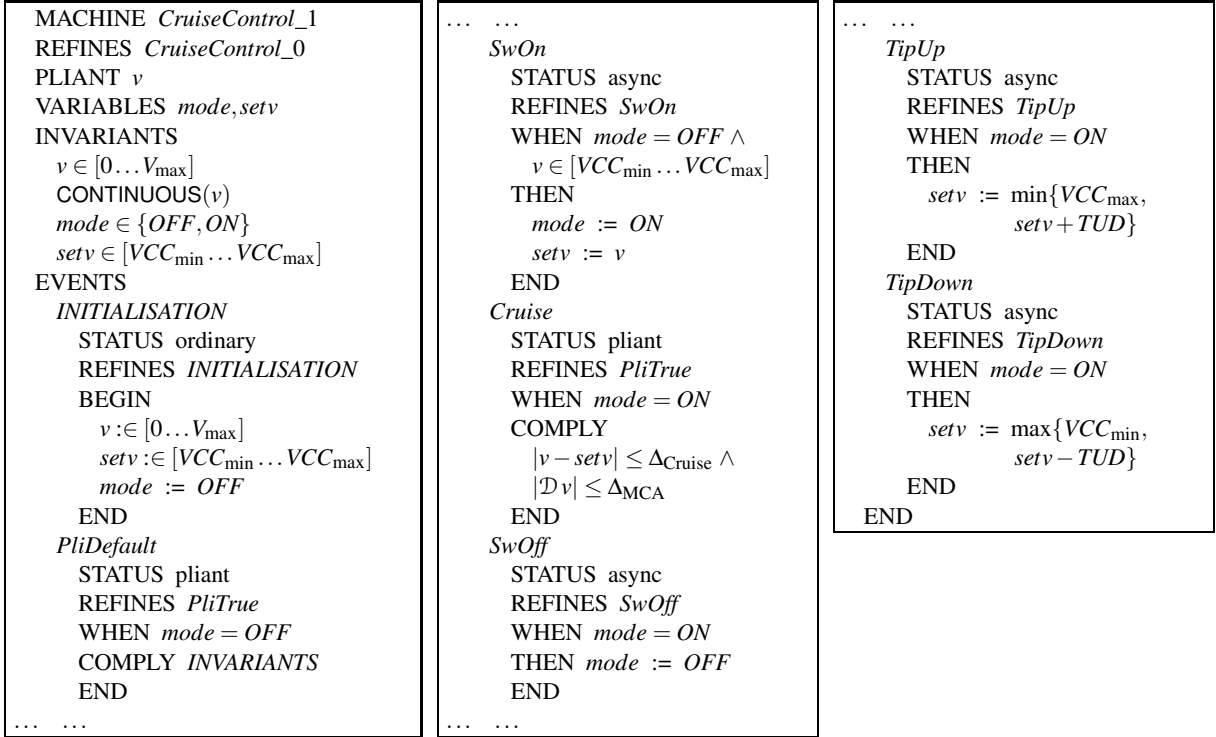 MACHINE CruiseControl_1
REFINES CruiseControl_0
PLIANT v
VARIABLES mode,setv
INVARIANTS
v ∈ [0…V_max]
CONTINUOUS(v)
mode ∈ {OFF,ON}
setv ∈ [VCC_min…VCC_max]
EVENTS
INITIALISATION
STATUS ordinary
REFINES INITIALISATION
BEGIN
v :∈ [0…V_max]
setv :∈ [VCC_min…VCC_max]
mode := OFF
END
PliDefault
STATUS pliant
REFINES PliTrue
WHEN mode = OFF
COMPLY INVARIANTS
END
… …
… …
SwOn
STATUS async
REFINES SwOn
WHEN mode = OFF ∧
v ∈ [VCC_min…VCC_max]
THEN
mode := ON
setv := v
END
Cruise
STATUS pliant
REFINES PliTrue
WHEN mode = ON
COMPLY
|v − setv| ≤ Δ_Cruise ∧
|𝒟 v| ≤ Δ_MCA
END
SwOff
STATUS async
REFINES SwOff
WHEN mode = ON
THEN mode := OFF
END
… …
… …
TipUp
STATUS async
REFINES TipUp
WHEN mode = ON
THEN
setv := min{VCC_max,
setv + TUD}
END
TipDown
STATUS async
REFINES TipDown
WHEN mode = ON
THEN
setv := max{VCC_min,
setv − TUD}
END
END